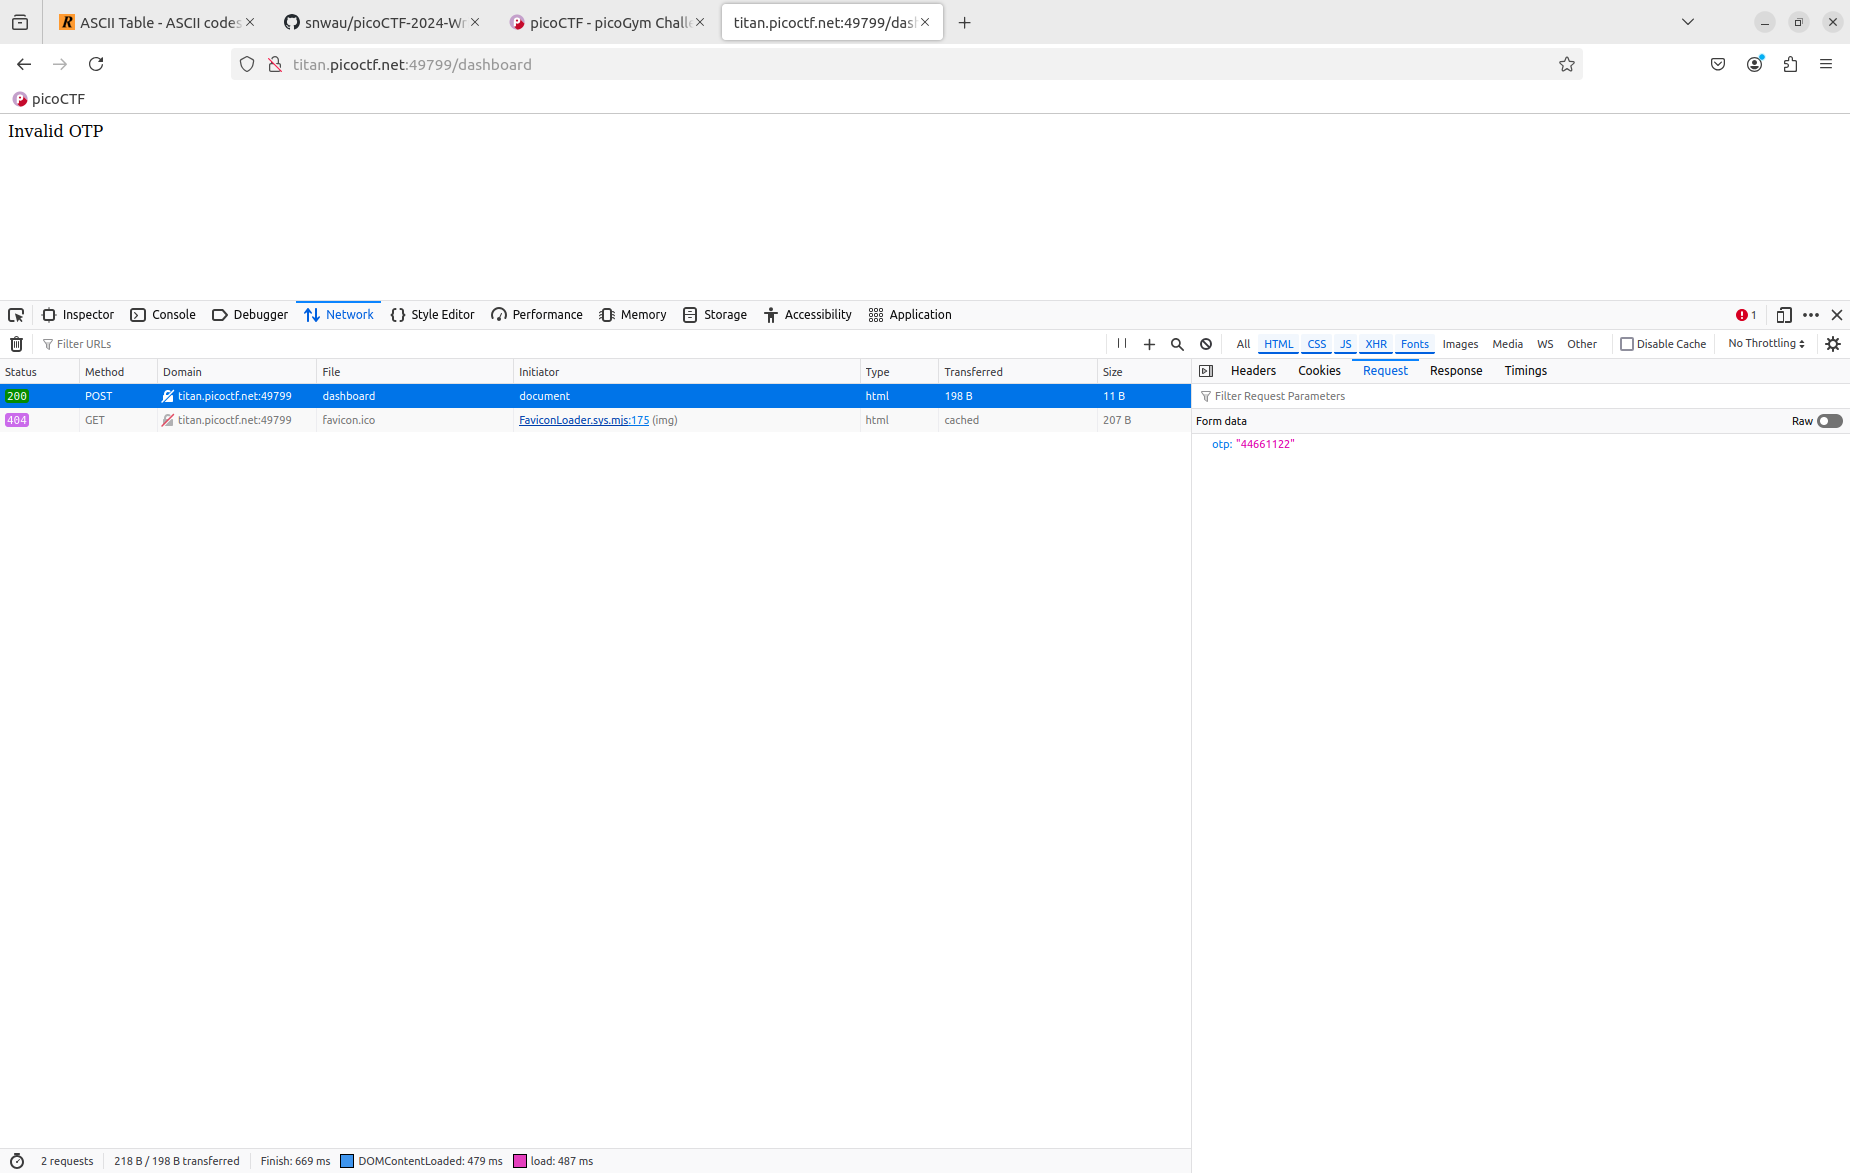 ASCII Table - ASCII codes
snwau/picoCTF-2024-Wr
picoCTF - picoGym Challe
titan.picoctf.net:49799/das
titan.picoctf.net:49799/dashboard
picoCTF
Invalid OTP
Inspector Console Debugger Network Style Editor Performance Memory Storage Accessibility Application 1
Filter URLs All HTML CSS JS XHR Fonts Images Media WS Other Disable Cache No Throttling
Status Method Domain File Initiator Type Transferred Size Headers Cookies Request Response Timings
200 POST titan.picoctf.net:49799 dashboard document html 198 B 11 B Filter Request Parameters
404 GET titan.picoctf.net:49799 favicon.ico FaviconLoader.sys.mjs:175 (img) html cached 207 B Form data Raw
otp: "44661122"
2 requests 218 B / 198 B transferred Finish: 669 ms DOMContentLoaded: 479 ms load: 487 ms